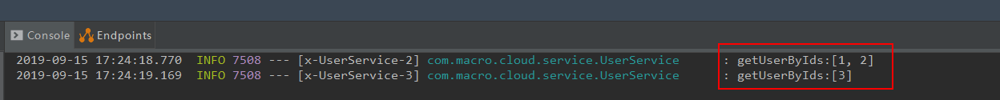 Console Endpoints
2019-09-15 17:24:18.770  INFO 7508 --- [x-UserService-2] com.macro.cloud.service.UserService      : getUserByIds:[1, 2]
2019-09-15 17:24:19.169  INFO 7508 --- [x-UserService-3] com.macro.cloud.service.UserService      : getUserByIds:[3]